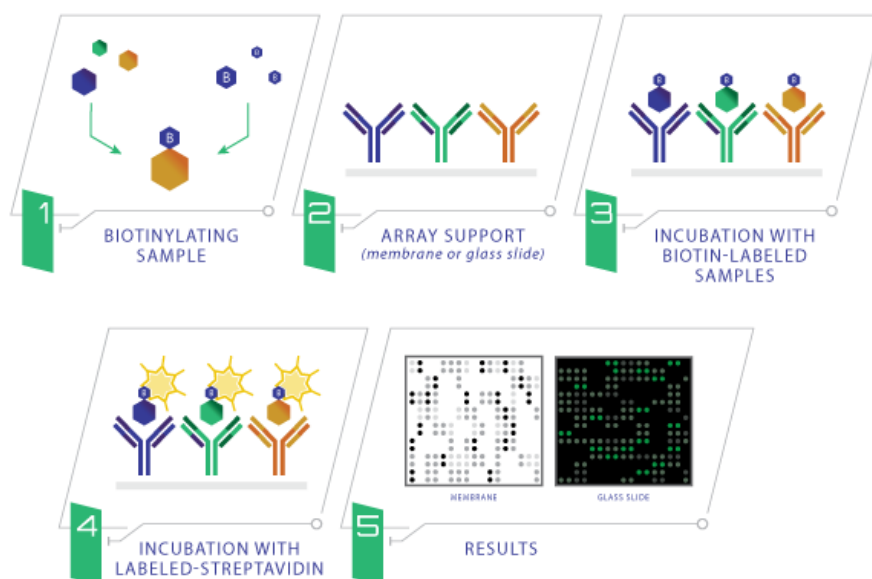 B
B
B
B
1
BIOTINYLATING
SAMPLE
2
ARRAY SUPPORT
(membrane or glass slide)
B
B
B
3
INCUBATION WITH
BIOTIN-LABELED
SAMPLES
B
B
B
4
INCUBATION WITH
LABELED-STREPTAVIDIN
MEMBRANE
GLASS SLIDE
5
RESULTS